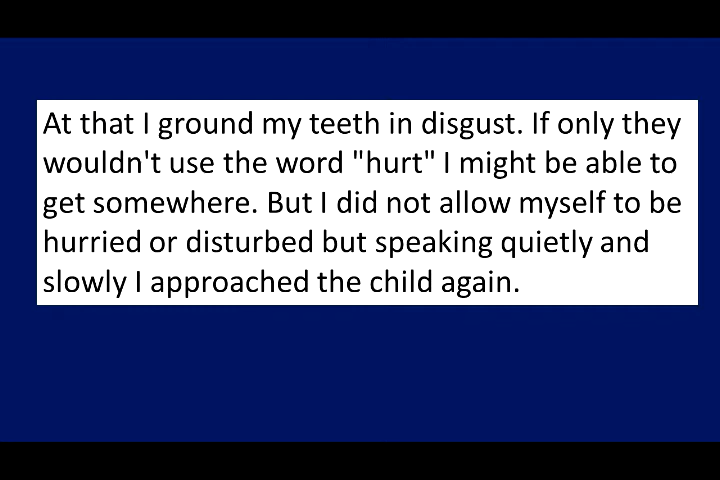 At that I ground my teeth in disgust. If only they
wouldn't use the word "hurt" I might be able to
get somewhere. But I did not allow myself to be
hurried or disturbed but speaking quietly and
slowly I approached the child again.